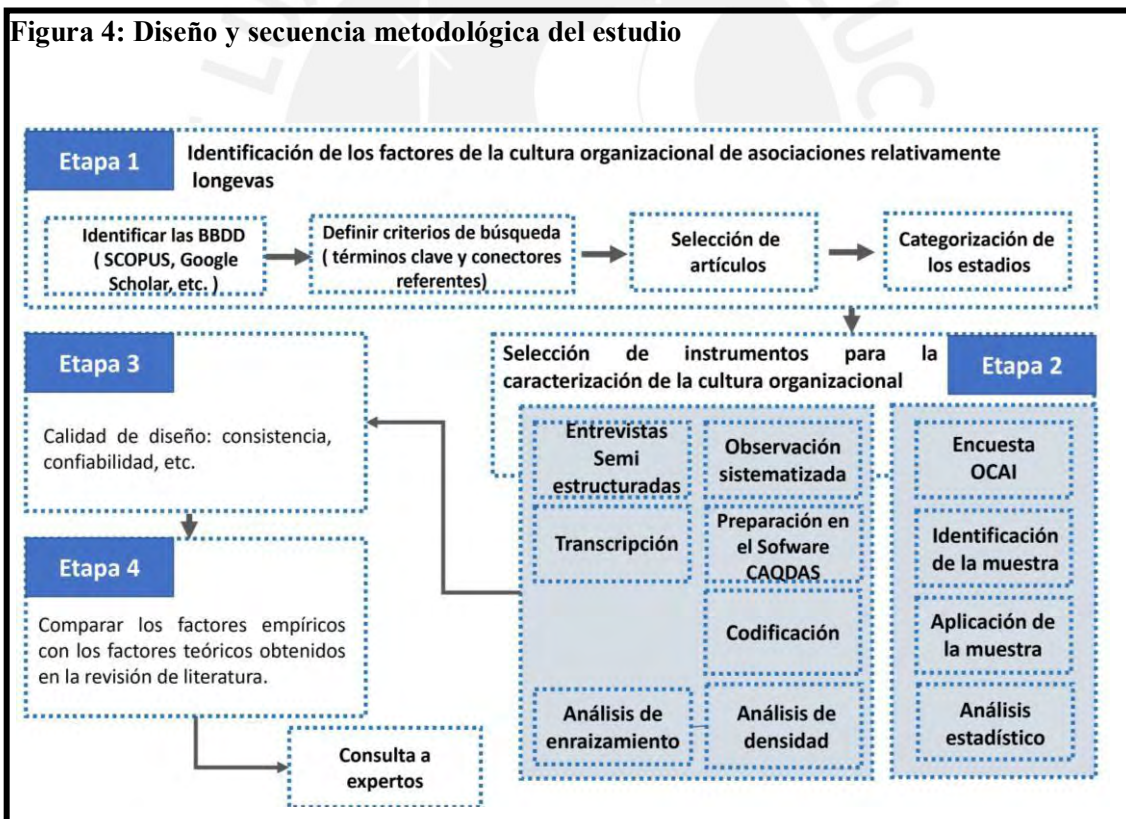 Figura 4: Diseño y secuencia metodológica del estudio
Etapa 1
Identificación de los factores de la cultura organizacional de asociaciones relativamente
longevas
Identificar las BBDD
( SCOPUS, Google
Scholar, etc. )
Definir criterios de búsqueda
( términos clave y conectores
referentes)
Selección de
artículos
Categorización de
los estadios
Etapa 3
Calidad de diseño: consistencia,
confiabilidad, etc.
Etapa 4
Comparar los factores empíricos
con los factores teóricos obtenidos
en la revisión de literatura.
Consulta a
expertos
Selección de instrumentos para la
caracterización de la cultura organizacional
Etapa 2
Entrevistas
Semi
estructuradas
Observación
sistematizada
Transcripción
Preparación en
el Sofware
CAQDAS
Codificación
Análisis de
enraizamiento
Análisis de
densidad
Encuesta
OCAI
Identificación
de la muestra
Aplicación de
la muestra
Análisis
estadístico